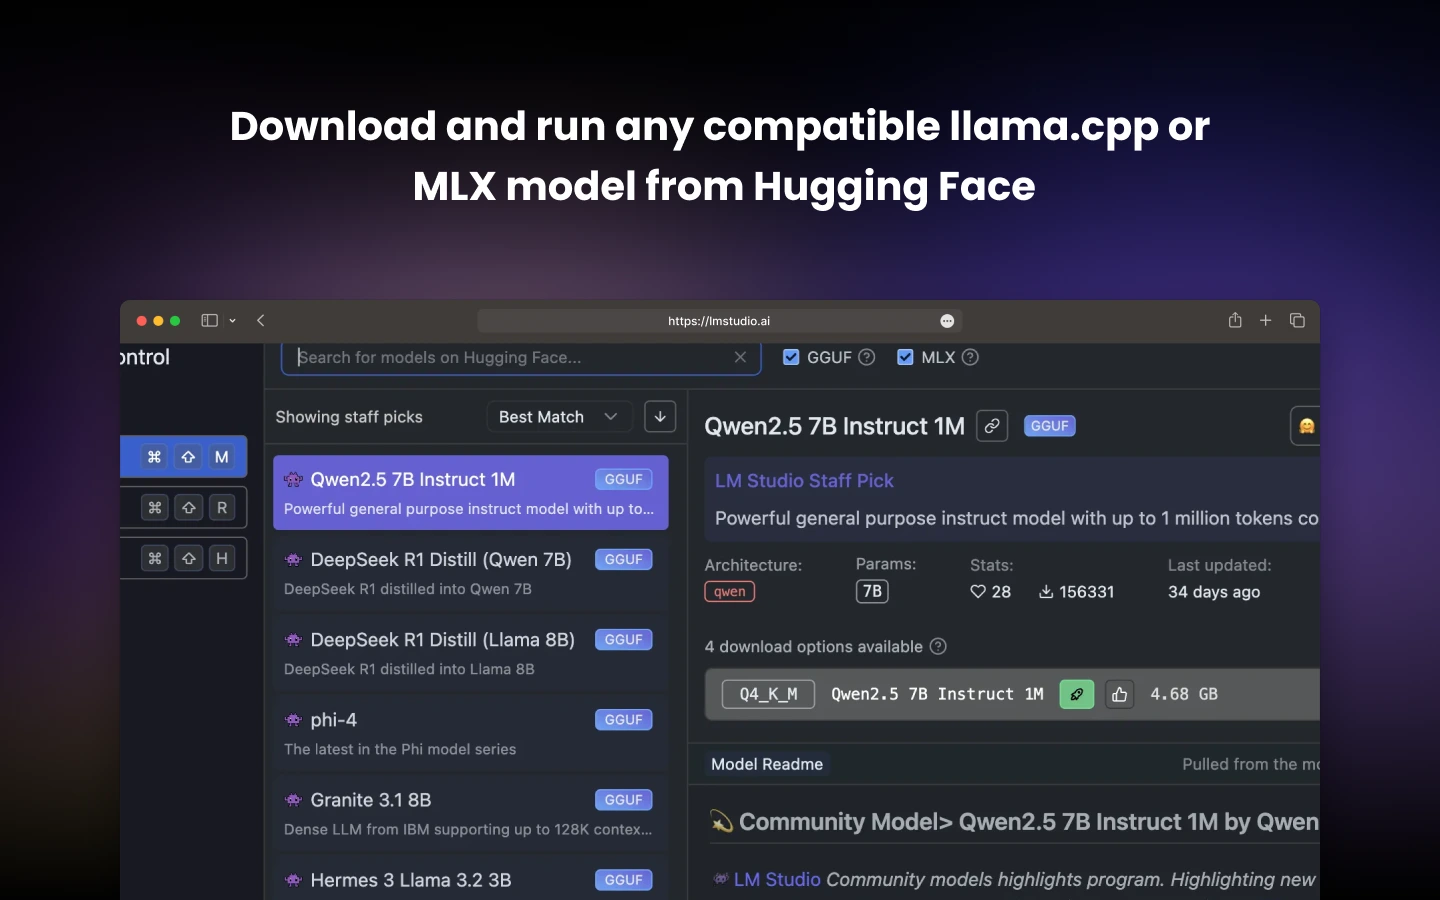 Download and run any compatible llama.cpp or
MLX model from Hugging Face
https://lmstudio.ai
ontrol
Search for models on Hugging Face...
GGUF
MLX
Showing staff picks
Best Match
⌘ ⇧ M
⌘ ⇧ R
⌘ ⇧ H
Qwen2.5 7B Instruct 1M GGUF
Powerful general purpose instruct model with up to...
DeepSeek R1 Distill (Qwen 7B) GGUF
DeepSeek R1 distilled into Qwen 7B
DeepSeek R1 Distill (Llama 8B) GGUF
DeepSeek R1 distilled into Llama 8B
phi-4 GGUF
The latest in the Phi model series
Granite 3.1 8B GGUF
Dense LLM from IBM supporting up to 128K contex...
Hermes 3 Llama 3.2 3B GGUF
Qwen2.5 7B Instruct 1M GGUF
LM Studio Staff Pick
Powerful general purpose instruct model with up to 1 million tokens co
Architecture: Params: Stats: Last updated:
qwen 7B 28 156331 34 days ago
4 download options available
Q4_K_M Qwen2.5 7B Instruct 1M 4.68 GB
Model Readme Pulled from the mo
💫 Community Model> Qwen2.5 7B Instruct 1M by Qwen
👾 LM Studio Community models highlights program. Highlighting new